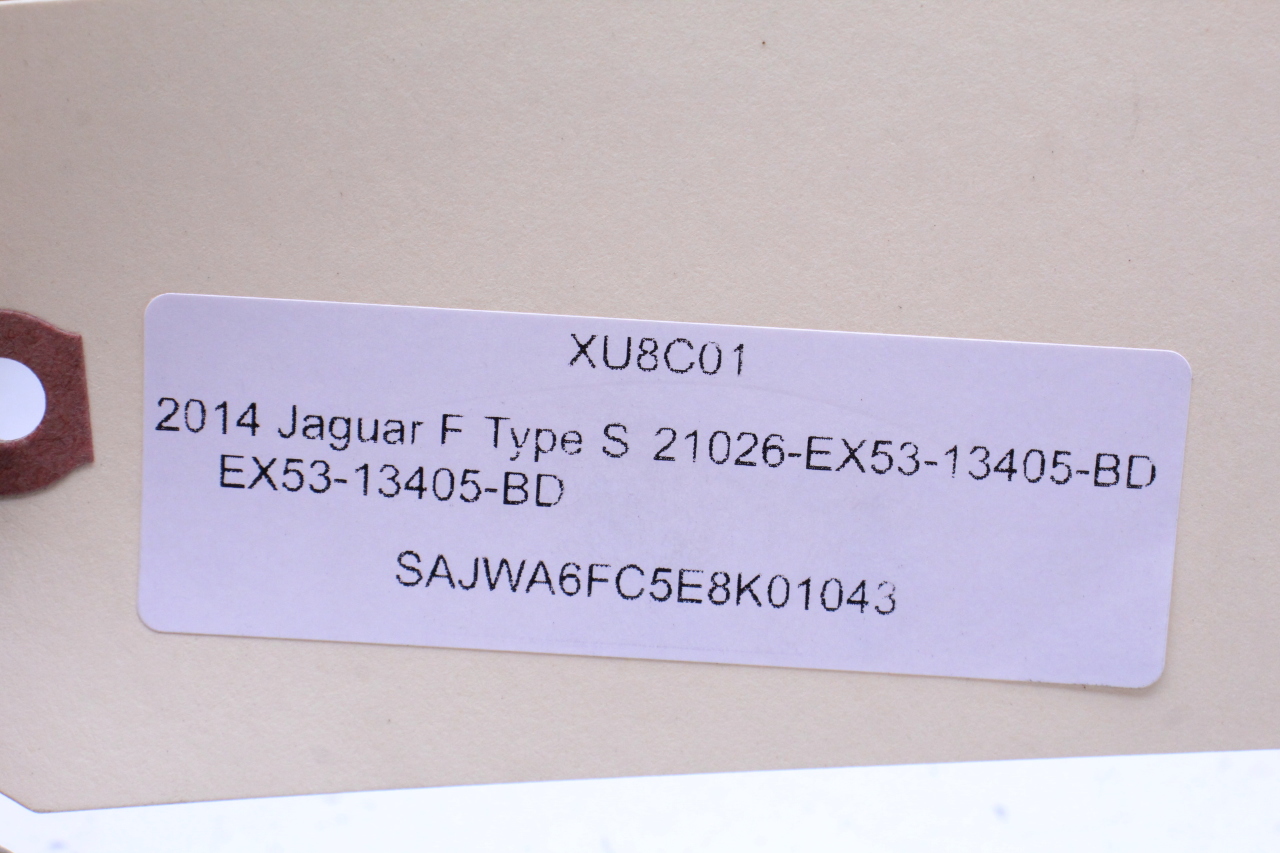 XU8C01
2014 Jaguar F Type S 21026-EX53-13405-BD
EX53-13405-BD
SAJWA6FC5E8K01043